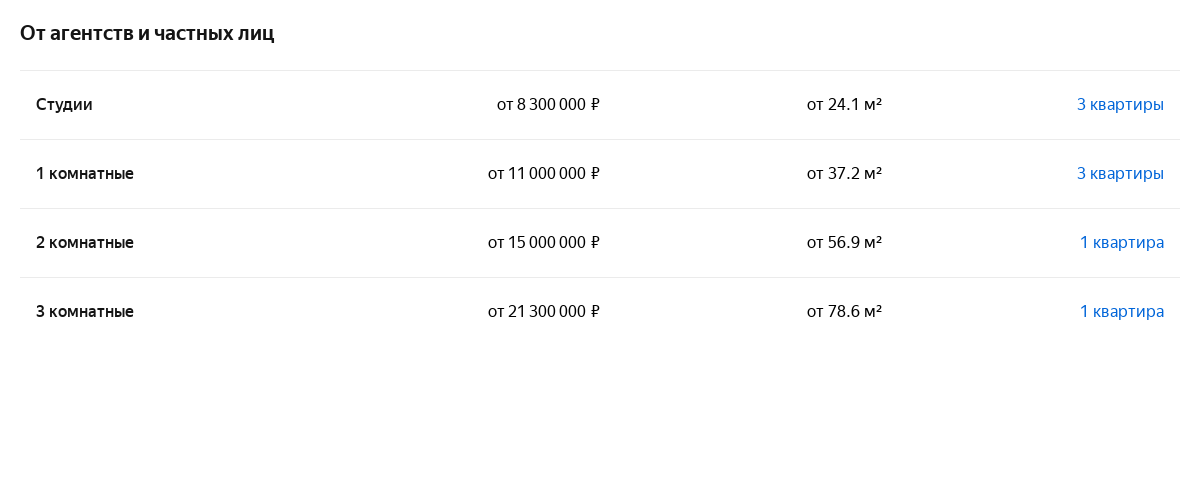 От агентств и частных лиц
Студии от 8 300 000 ₽ от 24.1 м² 3 квартиры
1 комнатные от 11 000 000 ₽ от 37.2 м² 3 квартиры
2 комнатные от 15 000 000 ₽ от 56.9 м² 1 квартира
3 комнатные от 21 300 000 ₽ от 78.6 м² 1 квартира